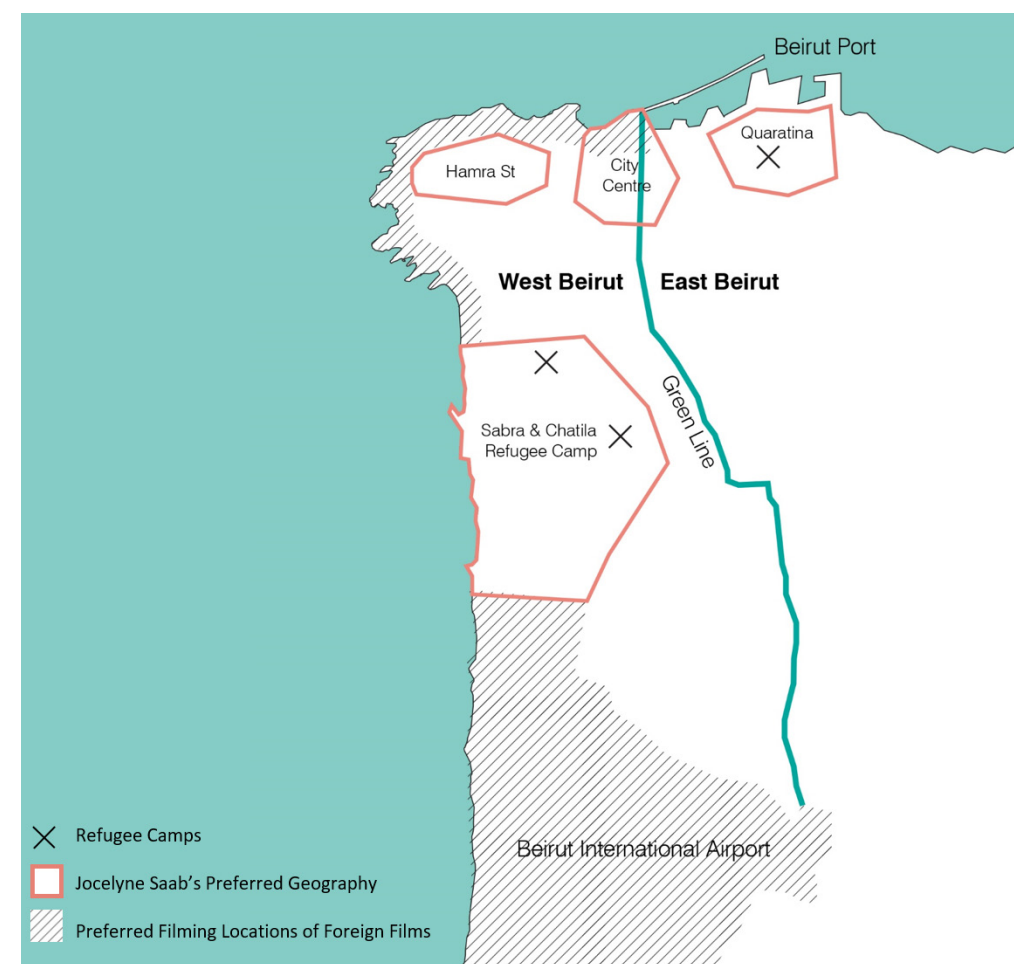 Beirut Port
Quaratina
Hamra St
City
Centre
West Beirut
East Beirut
Green Line
Sabra & Chatila
Refugee Camp
Beirut International Airport
Refugee Camps
Jocelyne Saab's Preferred Geography
Preferred Filming Locations of Foreign Films